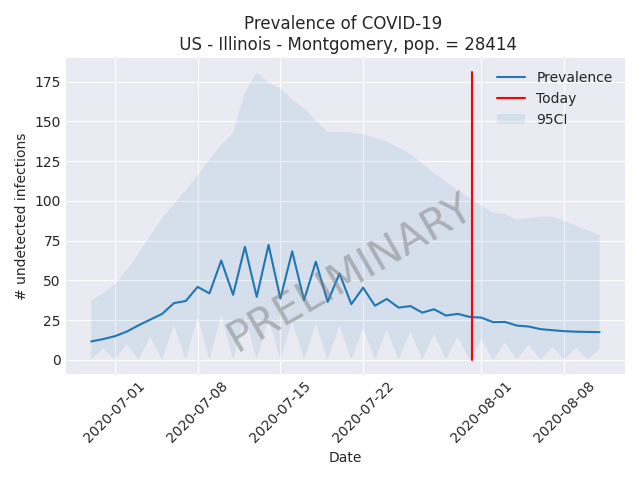 Prevalence of COVID-19
US - Illinois - Montgomery, pop. = 28414
# undetected infections
175
150
125
100
75
50
25
0
Prevalence
Today
95CI
PRELIMINARY
2020-07-01
2020-07-08
2020-07-15
2020-07-22
2020-08-01
2020-08-08
Date